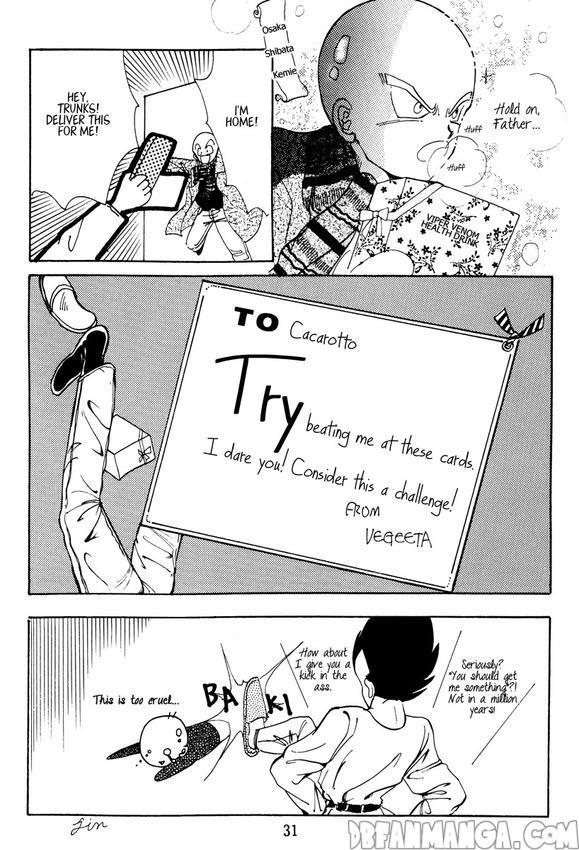 Osaka
Shibata
Kemie
HEY,
TRUNKS!
DELIVER THIS
FOR ME!
I'M
HOME!
Hold on,
Father...
Huff
Huff
VIPER VENOM
HEALTH DRINK
TO Cacarotto
Try beating me at these cards.
I dare you! Consider this a challenge!
FROM
VEGEETA
This is too cruel...
BAKI
How about
I give you a
kick in the
ass.
Seriously?
"You should get
me something"?!
Not in a million
years!
Jin
31
DBFANMANGA.COM